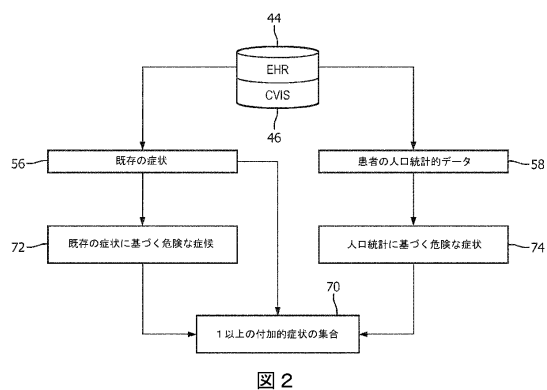 44
EHR
CVIS
46
56
既存の症状
患者の人口統計的データ
58
72
既存の症状に基づく危険な症候
人口統計に基づく危険な症状
74
70
1以上の付加的症状の集合
図2